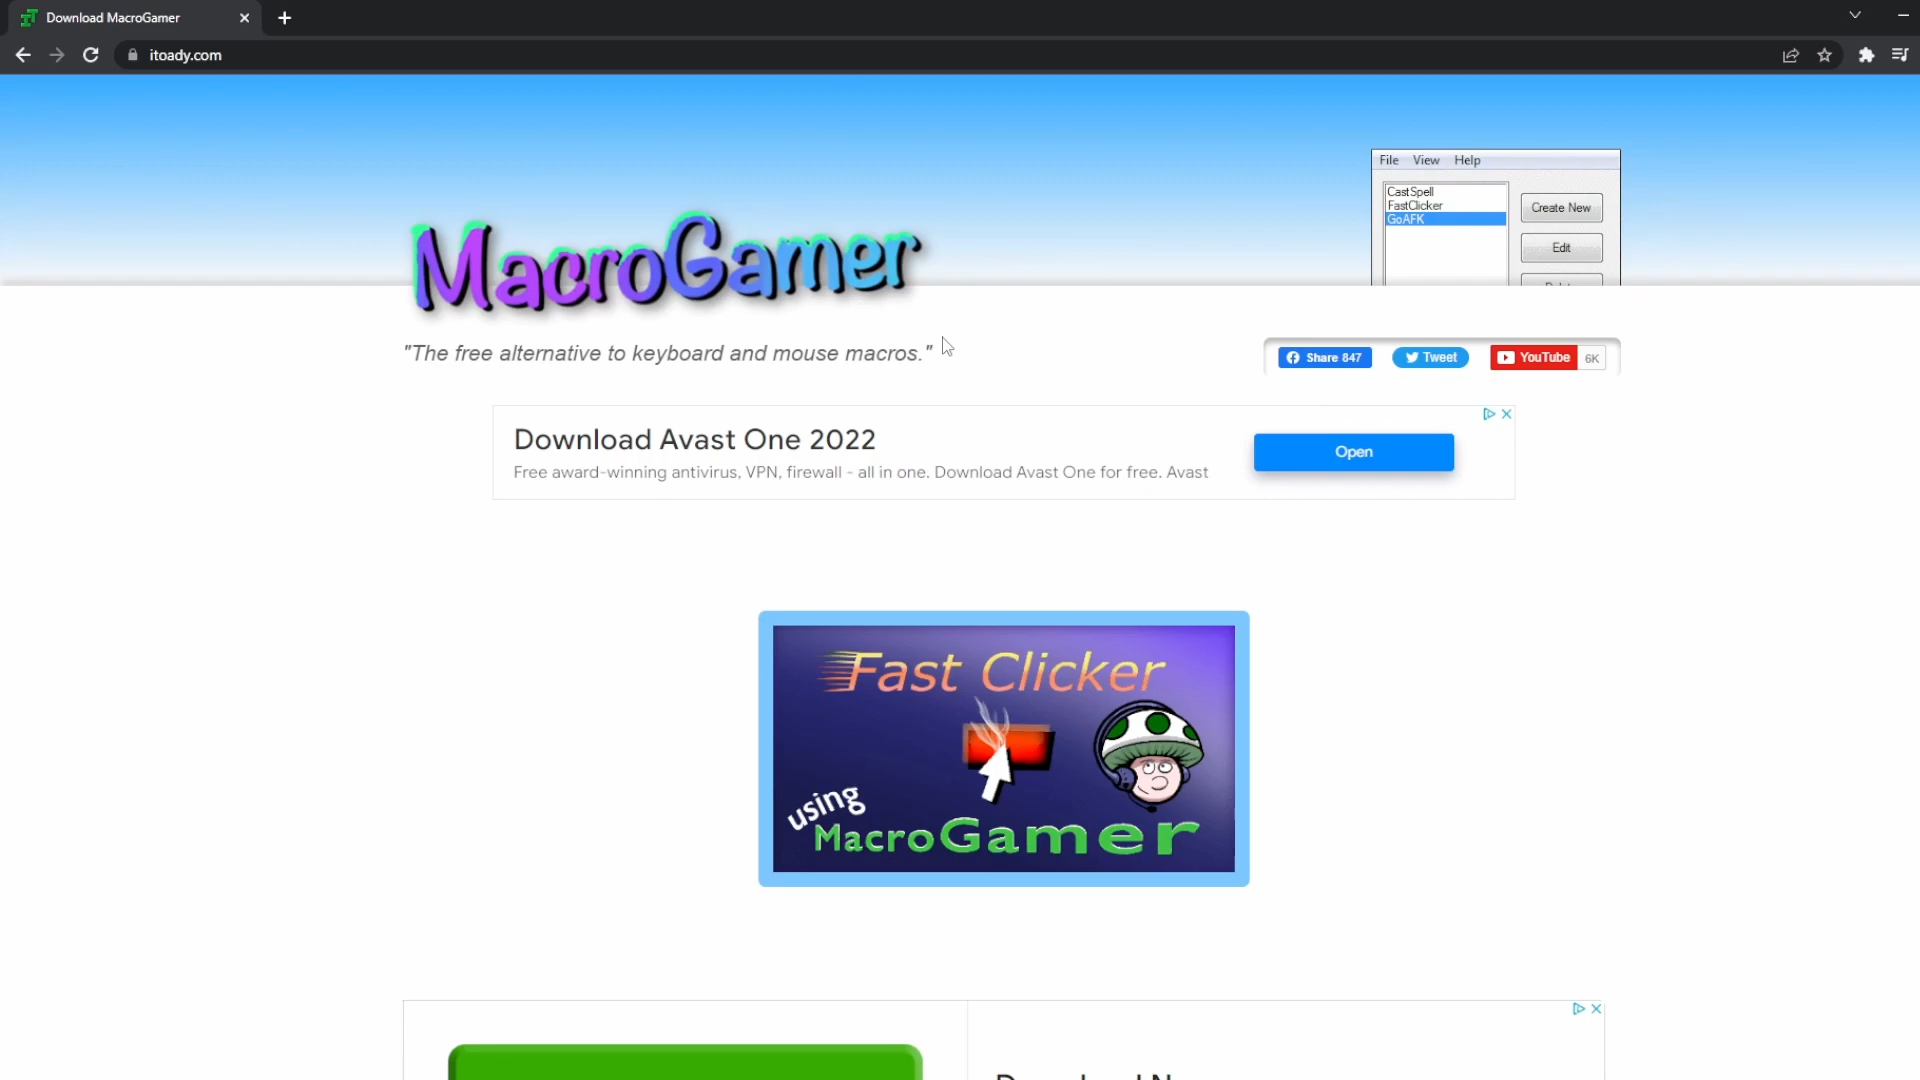 Download MacroGamer
itoady.com
File View Help
CastSpell
FastClicker
GoAFK
Create New
Edit
MacroGamer
"The free alternative to keyboard and mouse macros."
Share 847
Tweet
YouTube
6K
Download Avast One 2022
Free award-winning antivirus, VPN, firewall - all in one. Download Avast One for free. Avast
Open
Fast Clicker
using
MacroGamer